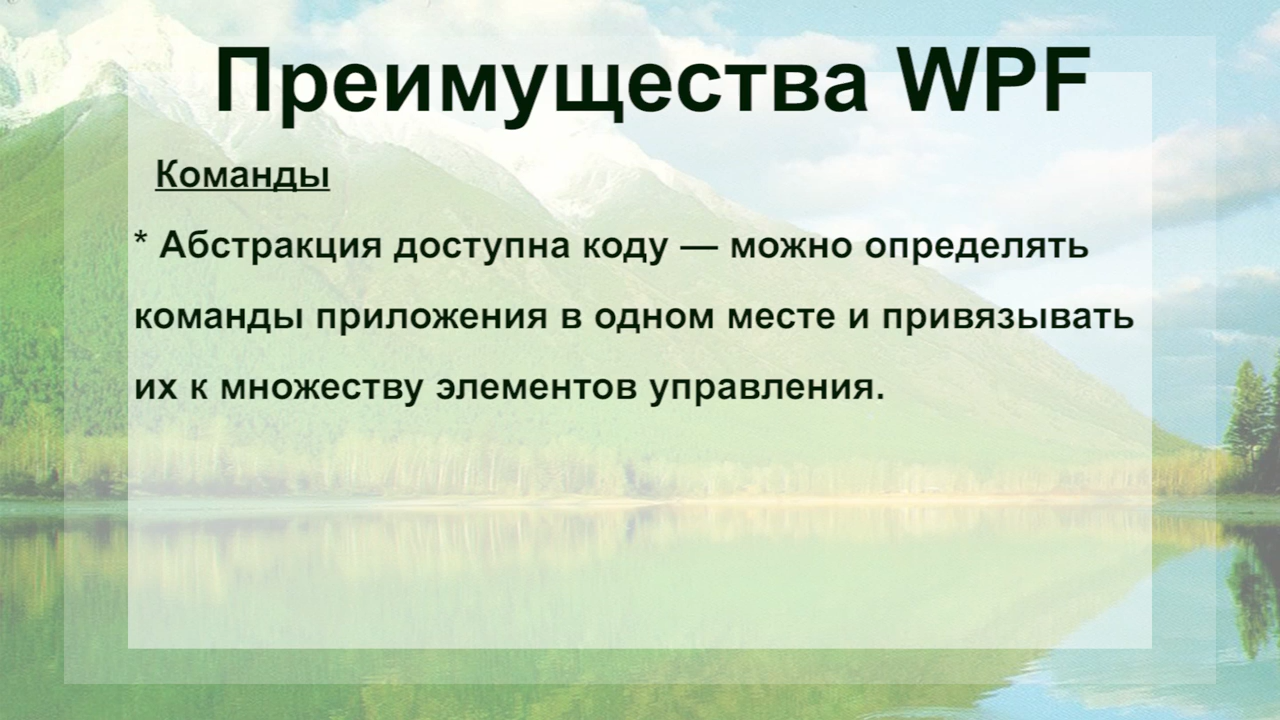 Преимущества WPF
Команды
* Абстракция доступна коду — можно определять
команды приложения в одном месте и привязывать
их к множеству элементов управления.